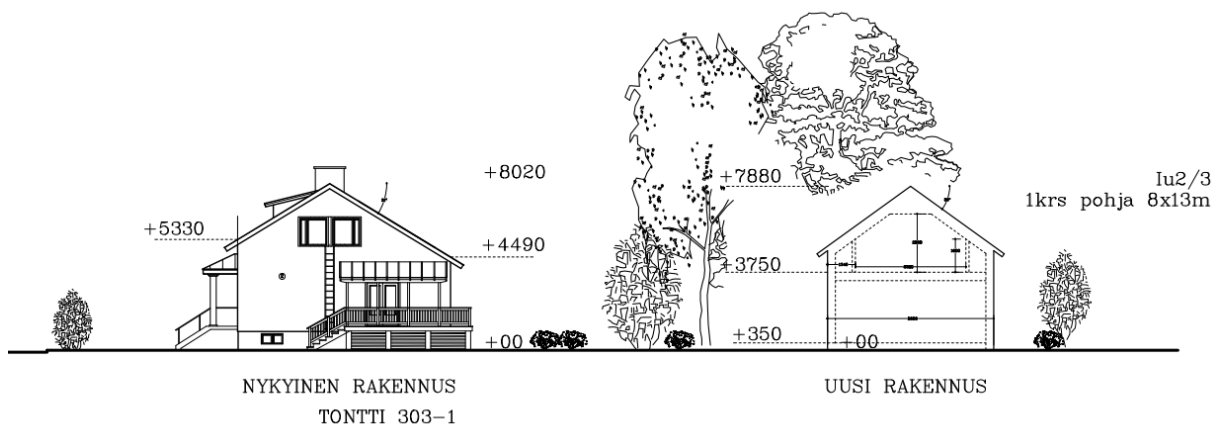 +8020
+7880
Iu2/3
1krs pohja 8x13m
+5330
+4490
+3750
+350
+00
+00
NYKYINEN RAKENNUS
TONTTI 303-1
UUSI RAKENNUS